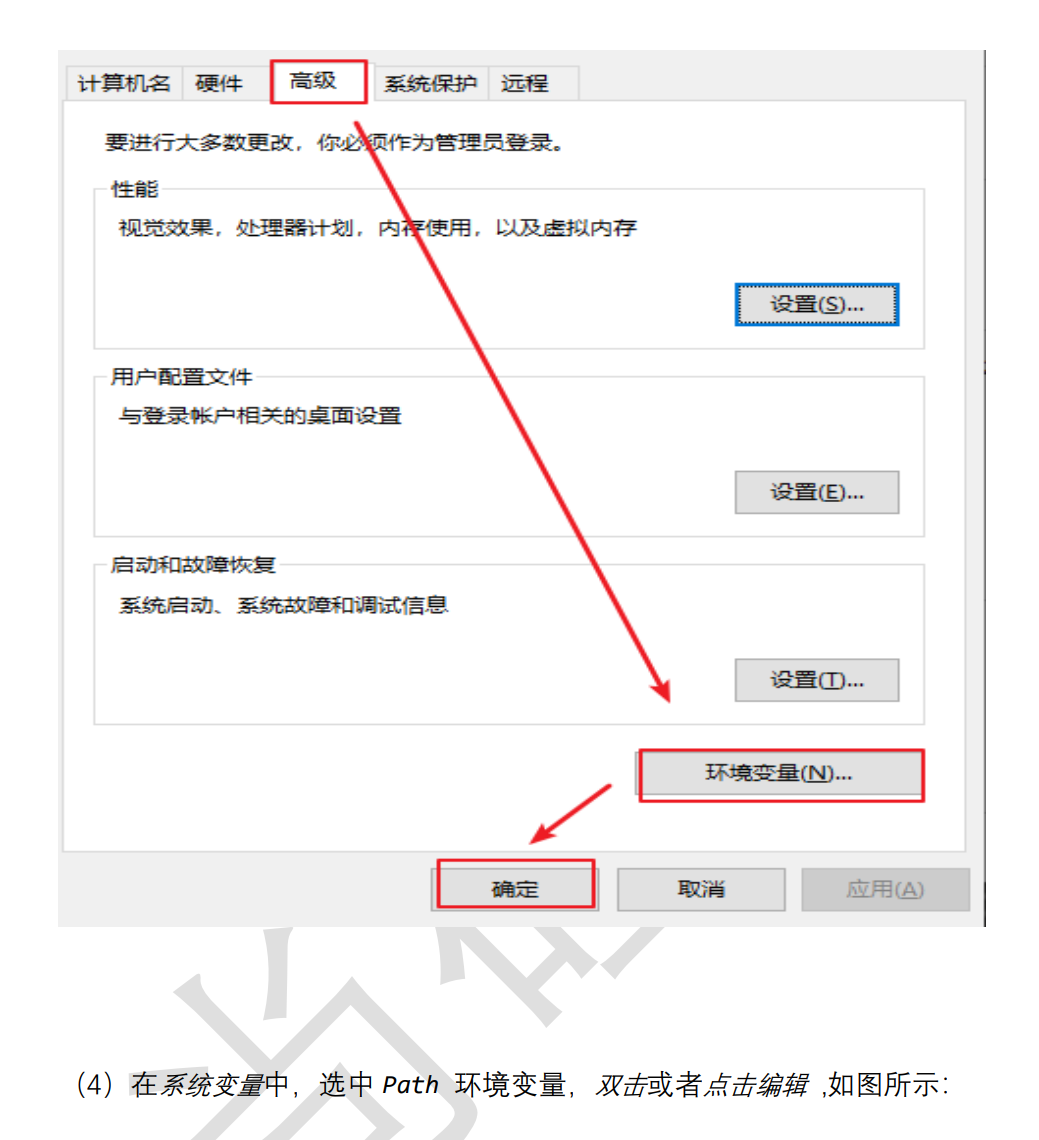 计算机名 硬件 高级 系统保护 远程
要进行大多数更改，你必须作为管理员登录。
性能
视觉效果，处理器计划，内存使用，以及虚拟内存
设置(S)...
用户配置文件
与登录帐户相关的桌面设置
设置(E)...
启动和故障恢复
系统启动、系统故障和调试信息
设置(T)...
环境变量(N)...
确定 取消 应用(A)
（4）在系统变量中，选中 Path 环境变量，双击或者点击编辑 ,如图所示：